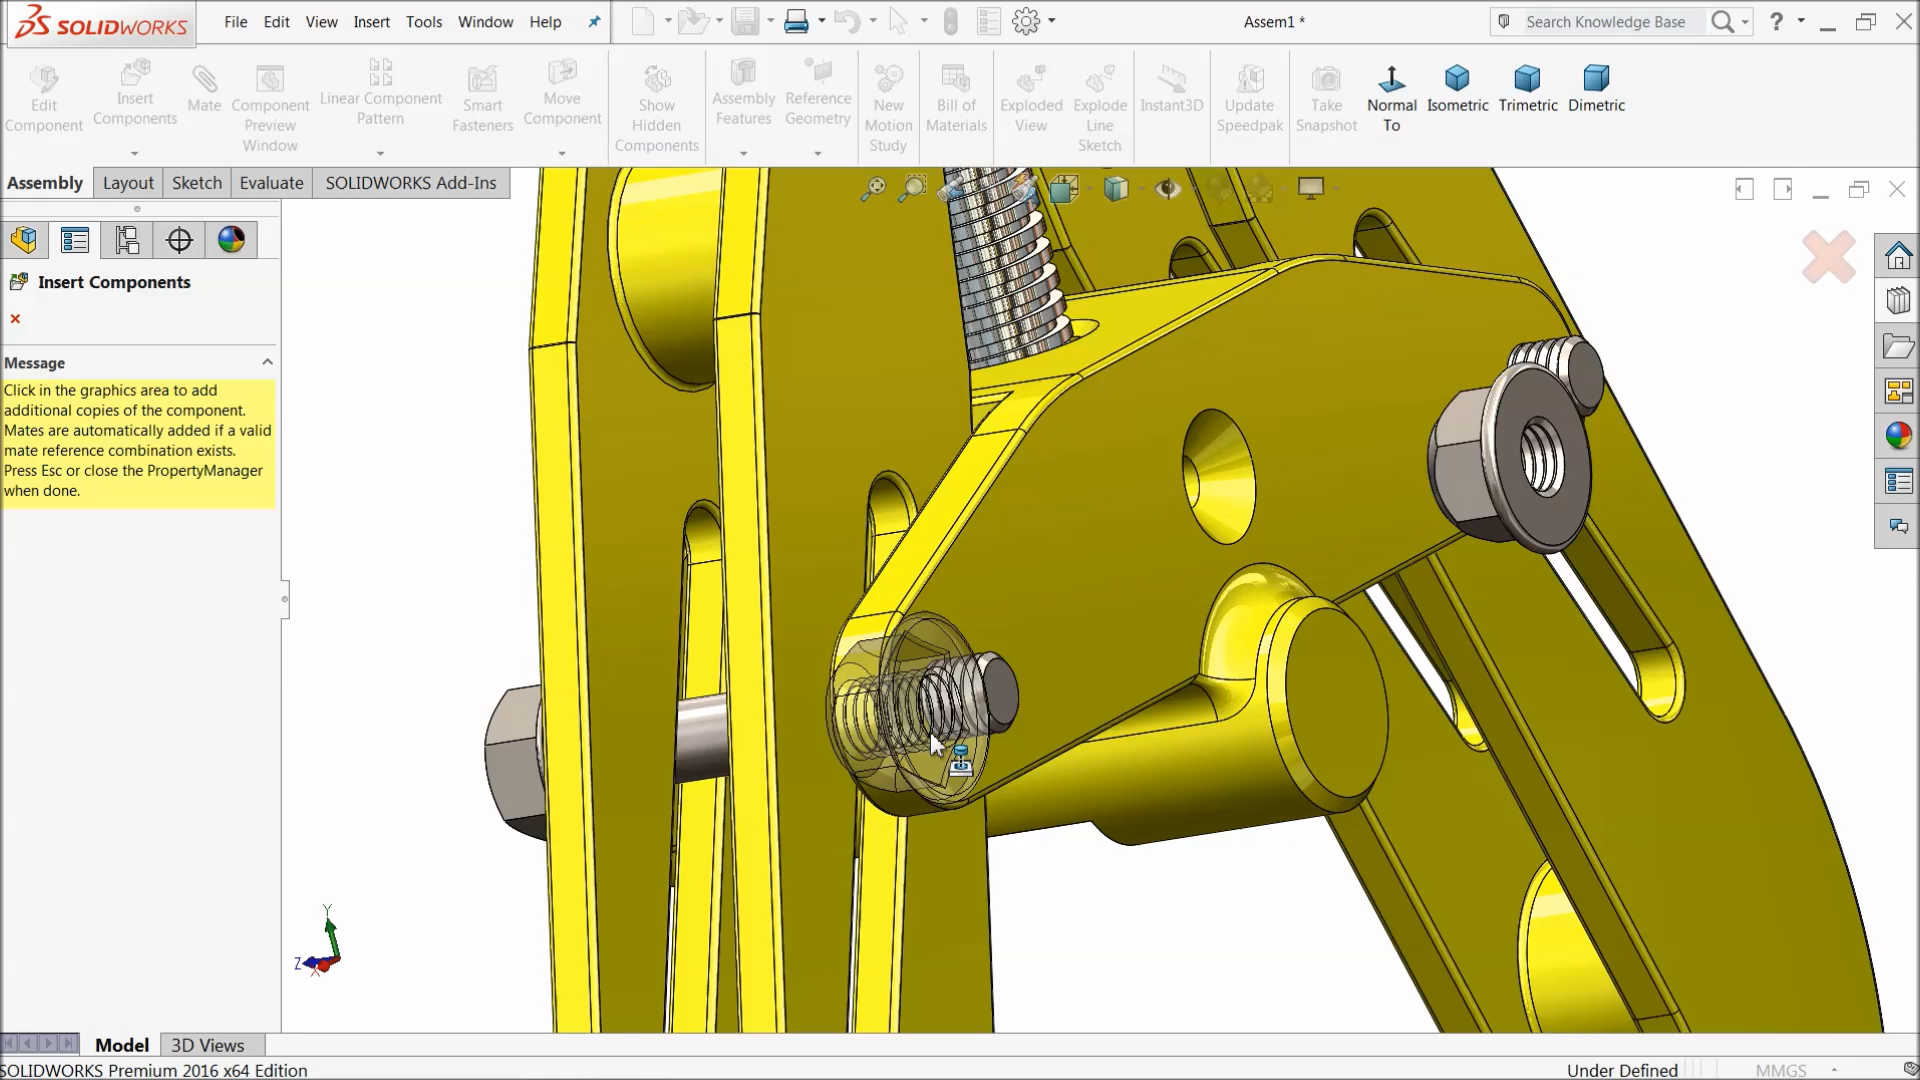 SOLIDWORKS
File Edit View Insert Tools Window Help
Assem1 *
Search Knowledge Base
?
Edit Component
Insert Components
Mate
Component Preview Window
Linear Component Pattern
Smart Fasteners
Move Component
Show Hidden Components
Assembly Features
Reference Geometry
New Motion Study
Bill of Materials
Exploded View
Explode Line Sketch
Instant3D
Update Speedpak
Take Snapshot
Normal To
Isometric
Trimetric
Dimetric
Assembly Layout Sketch Evaluate SOLIDWORKS Add-Ins
Insert Components
Message
Click in the graphics area to add
additional copies of the component.
Mates are automatically added if a valid
mate reference combination exists.
Press Esc or close the PropertyManager
when done.
Y
Z
X
Model 3D Views
SOLIDWORKS Premium 2016 x64 Edition
Under Defined
MMGS